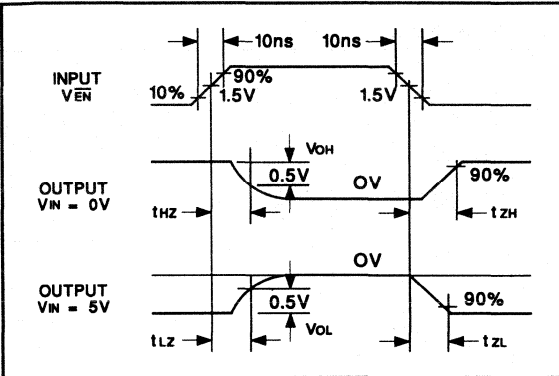 10ns 10ns
INPUT
VEN
10% 90%
1.5V 1.5V
VOH
0.5V 0V 90%
OUTPUT
VIN = 0V
tHZ tZH
0V
OUTPUT
VIN = 5V
0.5V 90%
tLZ VOL tZL